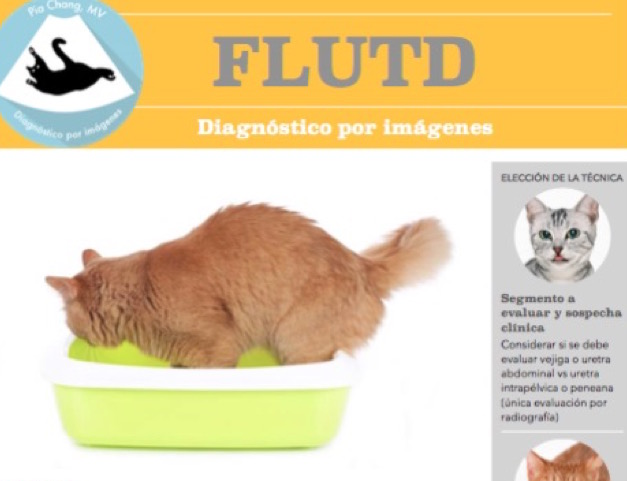 Pia Chang, MV
Diagnóstico por imágenes
FLUTD
Diagnóstico por imágenes
ELECCIÓN DE LA TÉCNICA
Segmento a
evaluar y sospecha
clínica
Considerar si se debe
evaluar vejiga o uretra
abdominal vs uretra
intrapélvica o peneana
(única evaluación por
radiografía)